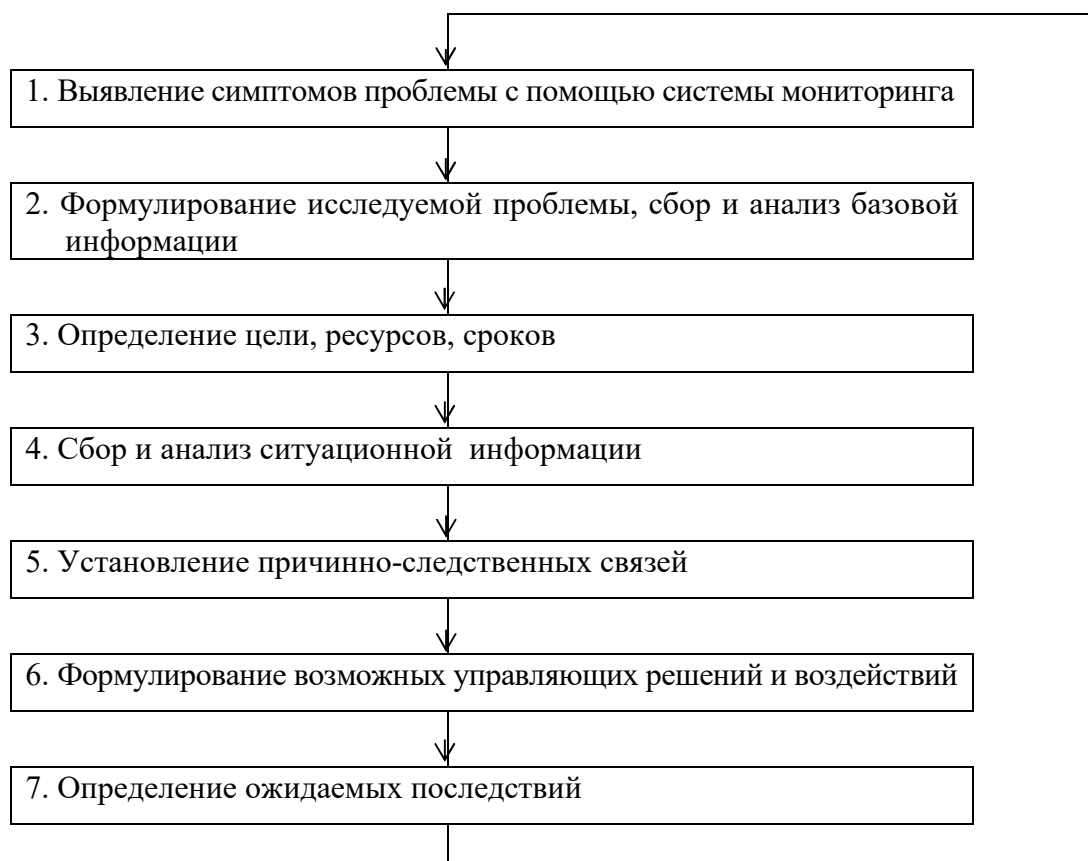 1. Выявление симптомов проблемы с помощью системы мониторинга
2. Формулирование исследуемой проблемы, сбор и анализ базовой
информации
3. Определение цели, ресурсов, сроков
4. Сбор и анализ ситуационной информации
5. Установление причинно-следственных связей
6. Формулирование возможных управляющих решений и воздействий
7. Определение ожидаемых последствий